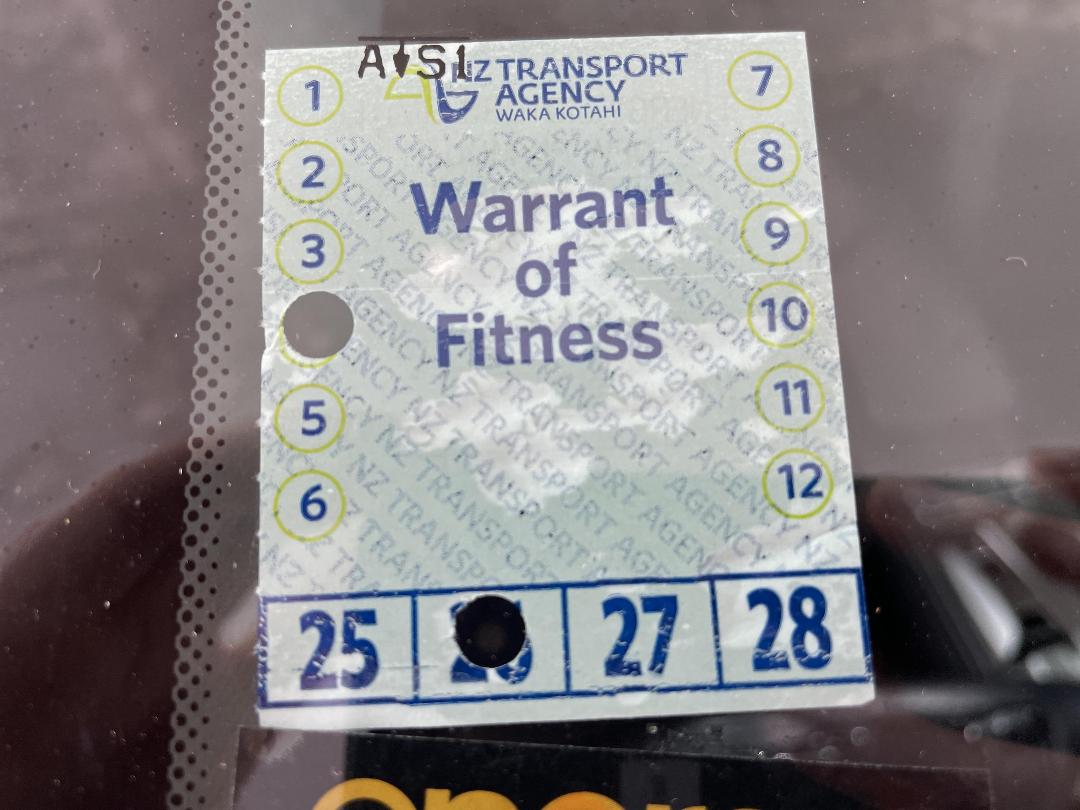 A↓S1
NZ TRANSPORT
AGENCY
WAKA KOTAHI
Warrant
of
Fitness
1
2
3
5
6
7
8
9
10
11
12
25 27 28